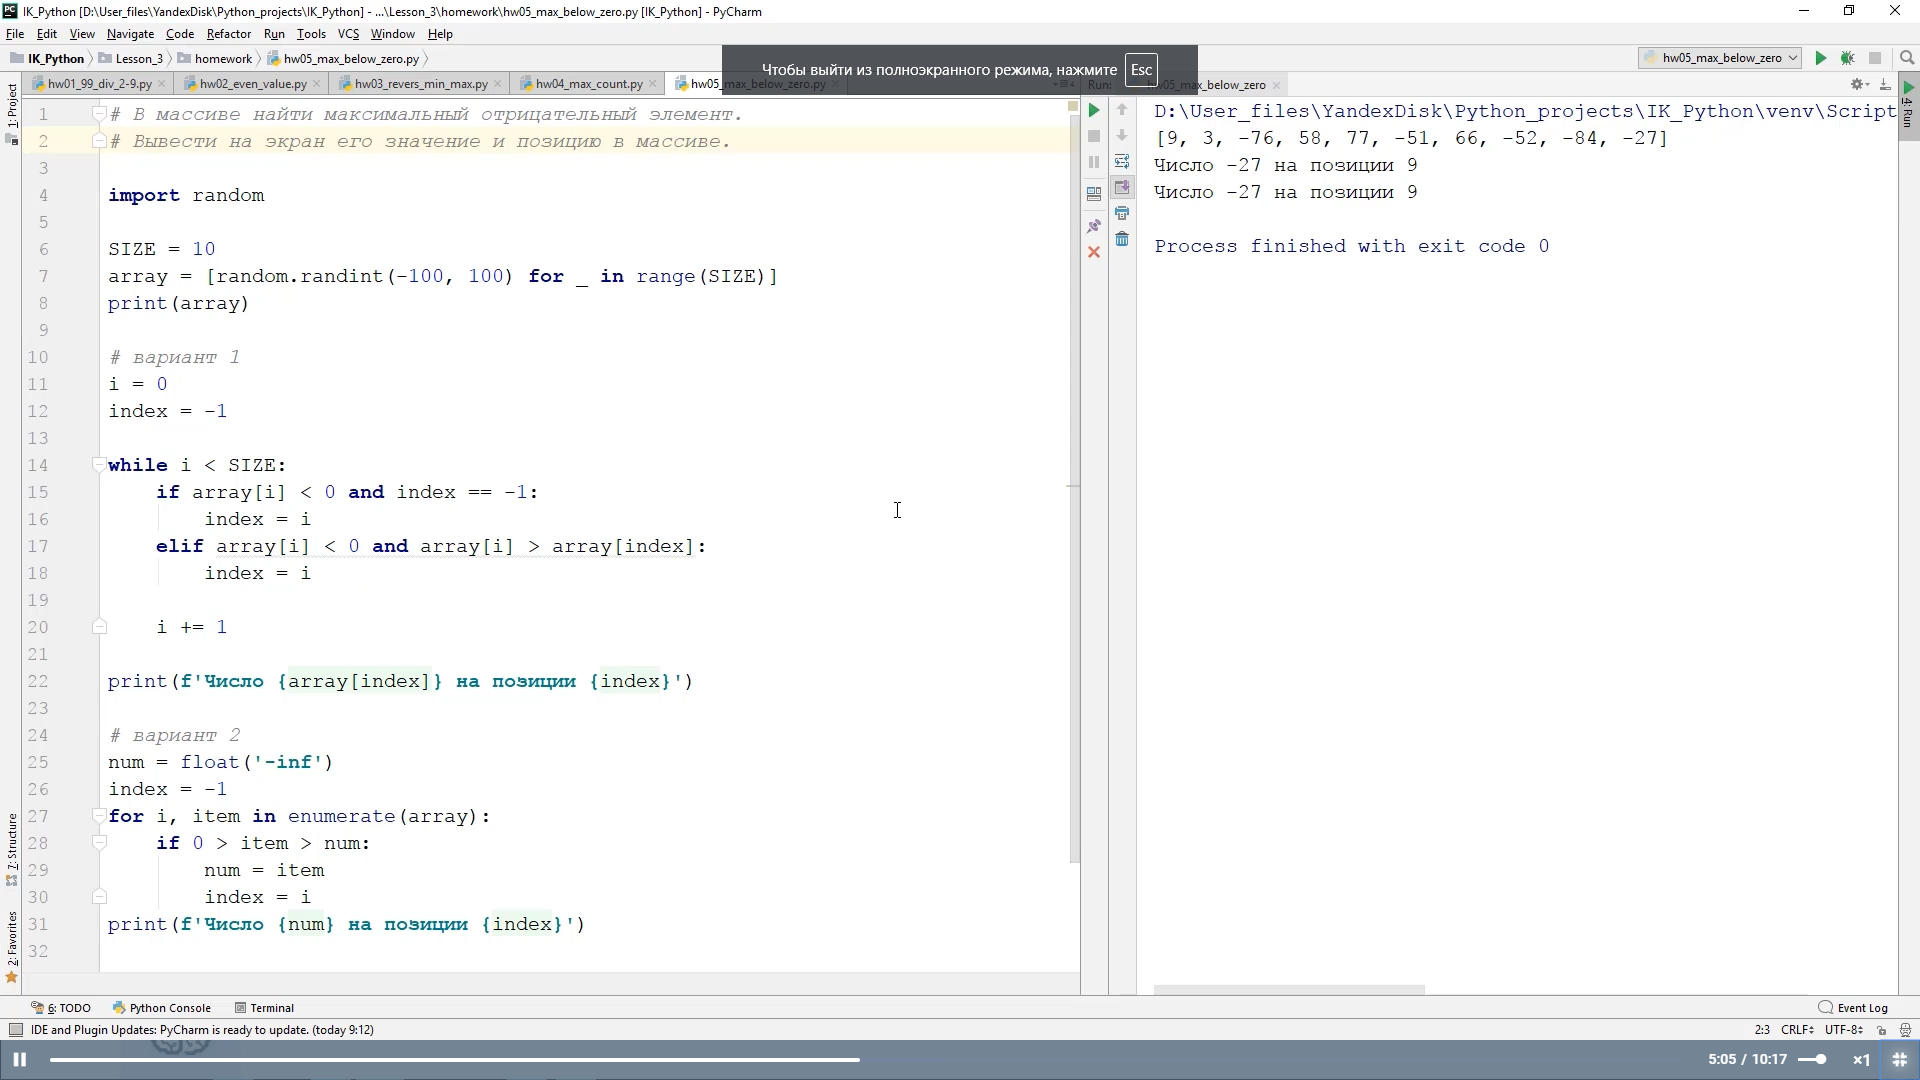 IK_Python [D:\User_files\YandexDisk\Python_projects\IK_Python] - ...\Lesson_3\homework\hw05_max_below_zero.py [IK_Python] - PyCharm
File Edit View Navigate Code Refactor Run Tools VCS Window Help
IK_Python Lesson_3 homework hw05_max_below_zero.py
hw05_max_below_zero
Чтобы выйти из полноэкранного режима, нажмите Esc
hw01_99_div_2-9.py hw02_even_value.py hw03_revers_min_max.py hw04_max_count.py hw05_max_below_zero.py
Run: hw05_max_below_zero
1: Project
7: Structure
2: Favorites
4: Run
1 # В массиве найти максимальный отрицательный элемент.
2 # Вывести на экран его значение и позицию в массиве.
3
4 import random
5
6 SIZE = 10
7 array = [random.randint(-100, 100) for _ in range(SIZE)]
8 print(array)
9
10 # вариант 1
11 i = 0
12 index = -1
13
14 while i < SIZE:
15     if array[i] < 0 and index == -1:
16         index = i
17     elif array[i] < 0 and array[i] > array[index]:
18         index = i
19
20     i += 1
21
22 print(f'Число {array[index]} на позиции {index}')
23
24 # вариант 2
25 num = float('-inf')
26 index = -1
27 for i, item in enumerate(array):
28     if 0 > item > num:
29         num = item
30         index = i
31 print(f'Число {num} на позиции {index}')
32
D:\User_files\YandexDisk\Python_projects\IK_Python\venv\Script
[9, 3, -76, 58, 77, -51, 66, -52, -84, -27]
Число -27 на позиции 9
Число -27 на позиции 9
Process finished with exit code 0
6: TODO Python Console Terminal Event Log
IDE and Plugin Updates: PyCharm is ready to update. (today 9:12) 2:3 CRLF UTF-8
5:05 / 10:17 ×1